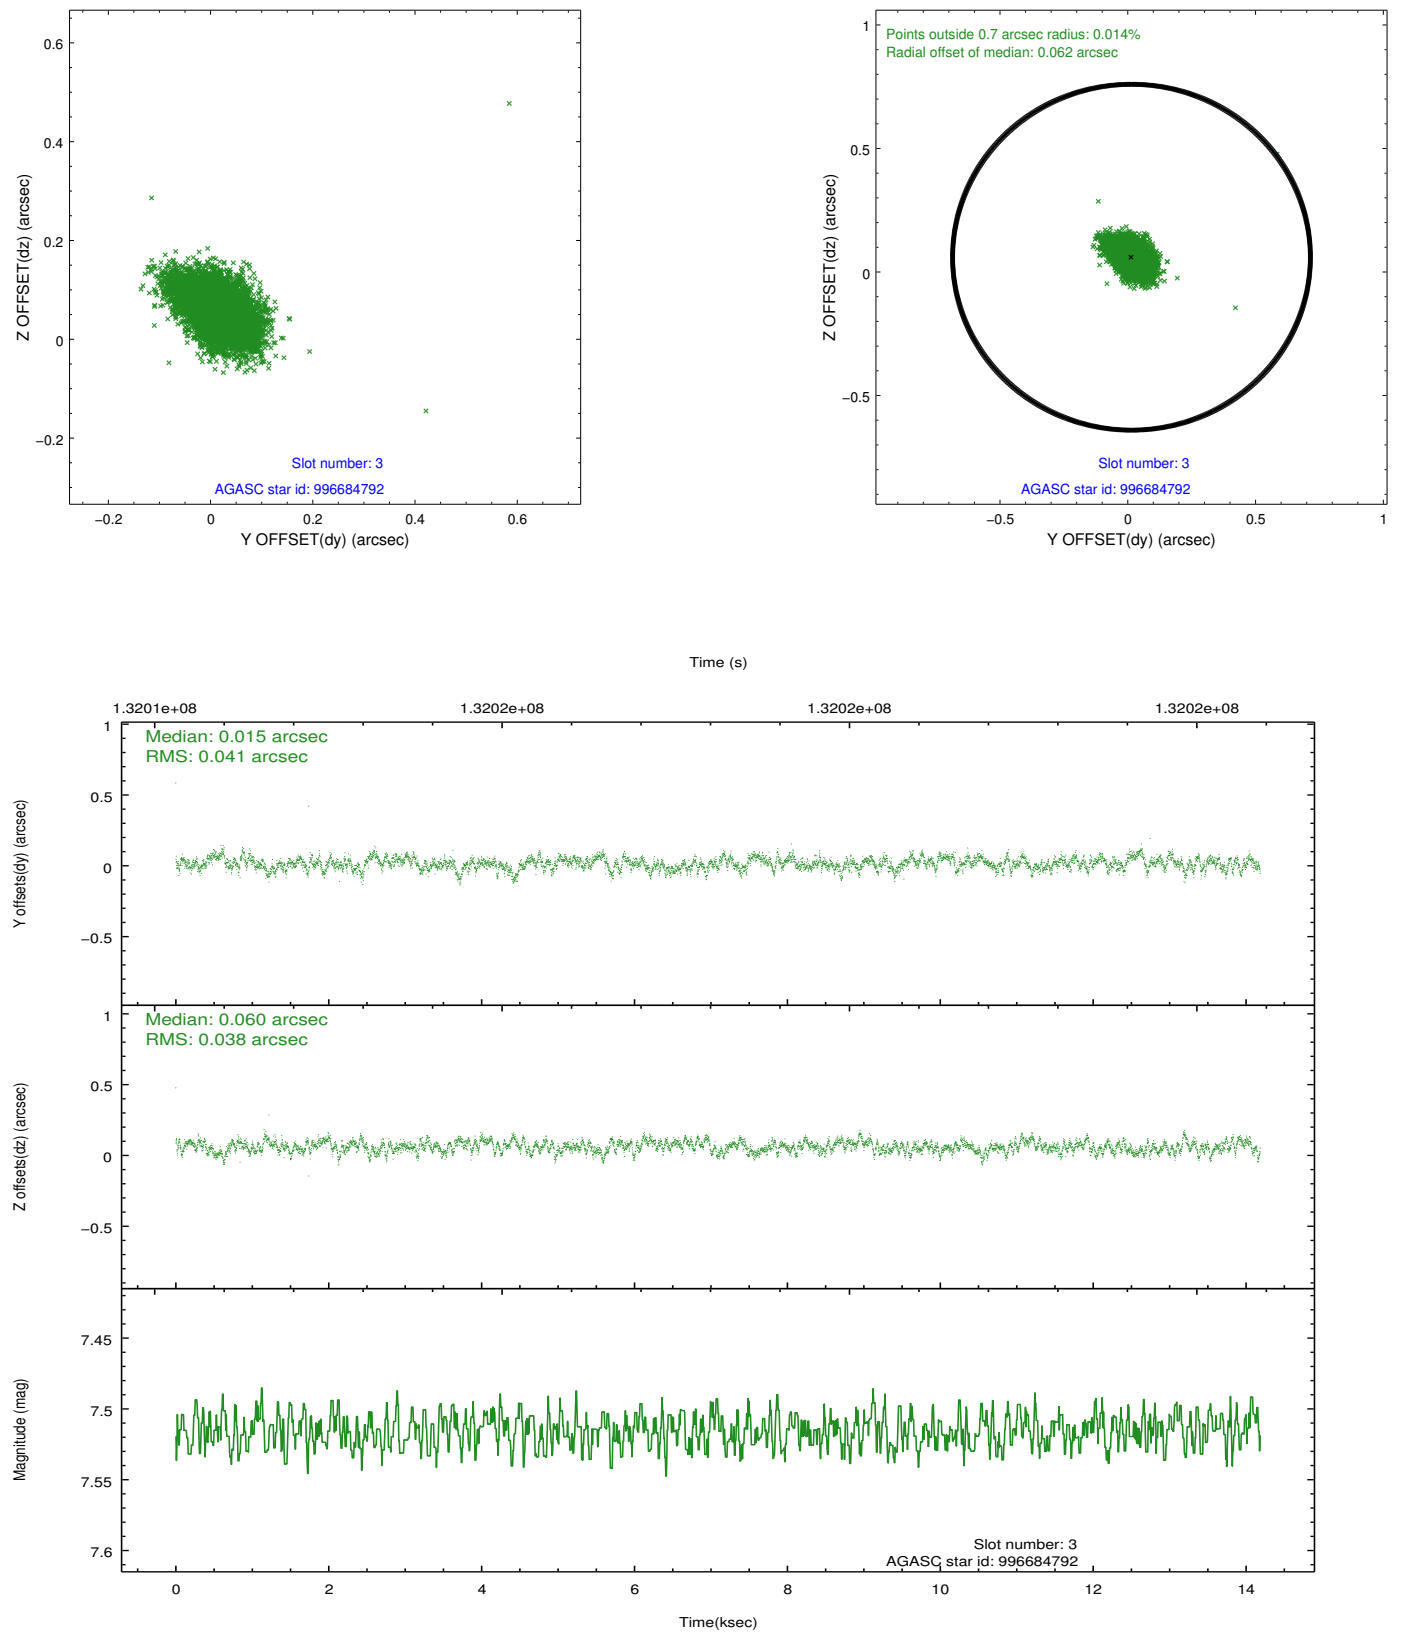 0.6
0.4
0.2
0
−0.2
Z OFFSET(dz) (arcsec)
Slot number: 3
AGASC star id: 996684792
−0.2 0 0.2 0.4 0.6
Y OFFSET(dy) (arcsec)
Points outside 0.7 arcsec radius: 0.014%
Radial offset of median: 0.062 arcsec
1
0.5
0
−0.5
Z OFFSET(dz) (arcsec)
Slot number: 3
AGASC star id: 996684792
−0.5 0 0.5 1
Y OFFSET(dy) (arcsec)
Time (s)
1.3201e+08 1.3202e+08 1.3202e+08 1.3202e+08
Median: 0.015 arcsec
RMS: 0.041 arcsec
1
0.5
0
−0.5
Y offsets(dy) (arcsec)
Median: 0.060 arcsec
RMS: 0.038 arcsec
1
0.5
0
−0.5
Z offsets(dz) (arcsec)
7.45
7.5
7.55
7.6
Magnitude (mag)
Slot number: 3
AGASC star id: 996684792
0 2 4 6 8 10 12 14
Time(ksec)